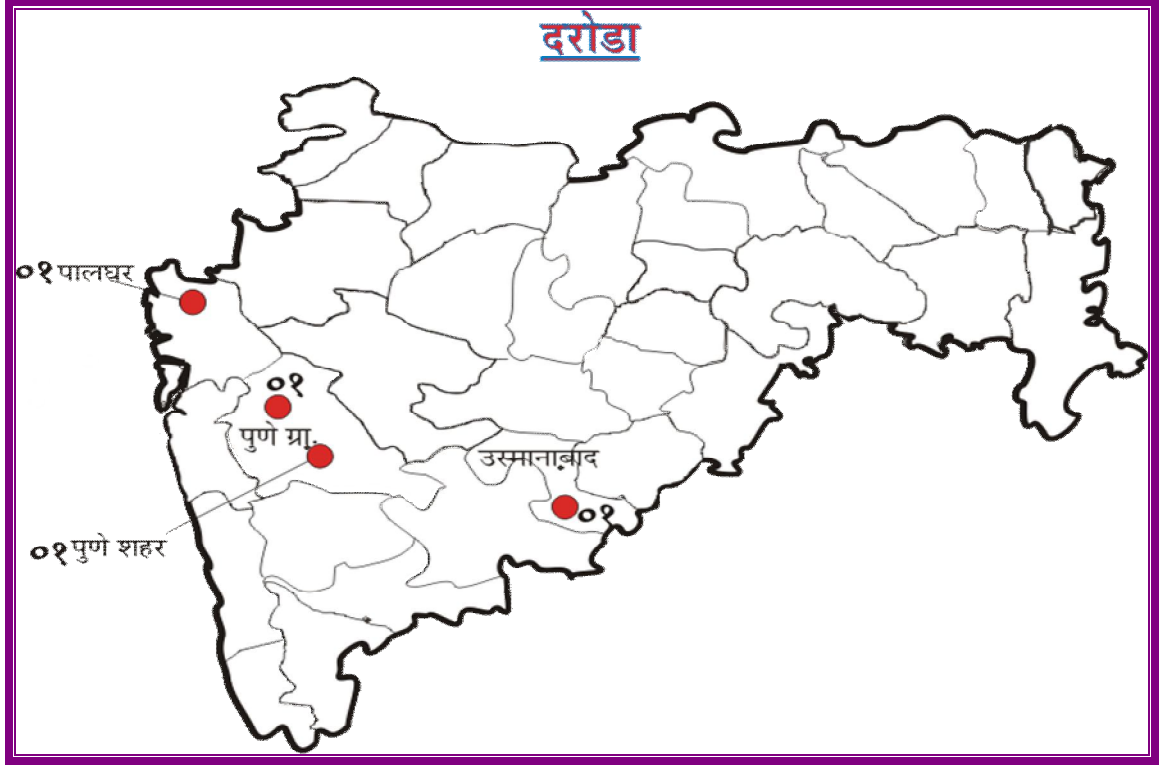 दरोडा
०१ पालघर
०१
पुणे ग्रा.
उस्मानाबाद
०१
०१ पुणे शहर